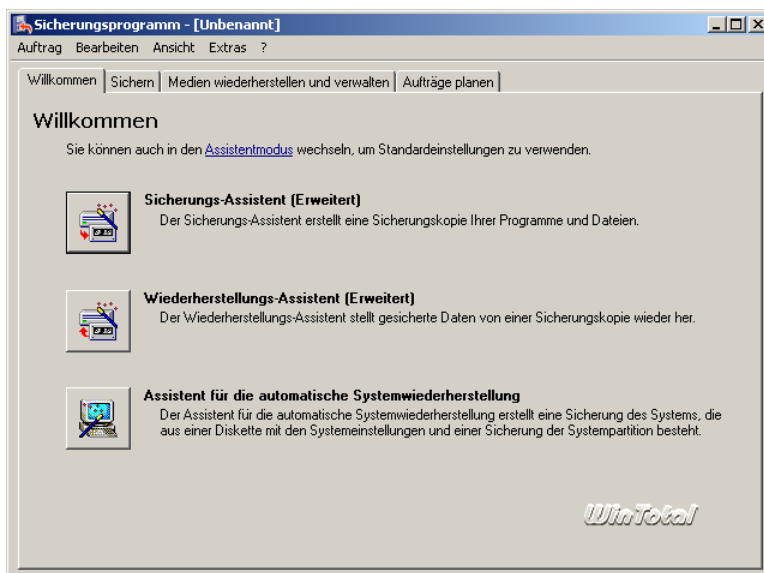 Sicherungsprogramm - [Unbenannt]
Auftrag Bearbeiten Ansicht Extras ?
Willkommen Sichern Medien wiederherstellen und verwalten Aufträge planen
Willkommen
Sie können auch in den Assistentmodus wechseln, um Standardeinstellungen zu verwenden.
Sicherungs-Assistent (Erweitert)
Der Sicherungs-Assistent erstellt eine Sicherungskopie Ihrer Programme und Dateien.
Wiederherstellungs-Assistent (Erweitert)
Der Wiederherstellungs-Assistent stellt gesicherte Daten von einer Sicherungskopie wieder her.
Assistent für die automatische Systemwiederherstellung
Der Assistent für die automatische Systemwiederherstellung erstellt eine Sicherung des Systems, die
aus einer Diskette mit den Systemeinstellungen und einer Sicherung der Systempartition besteht.
WinTotal